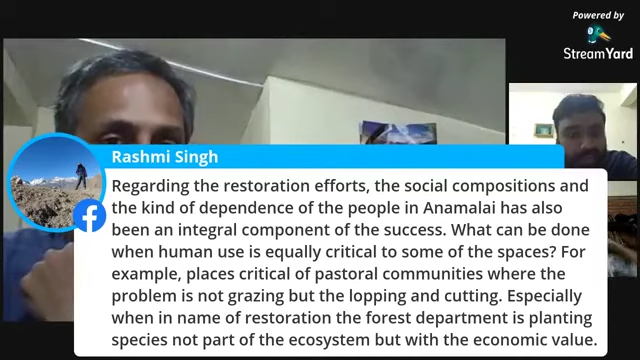 Powered by
StreamYard
Rashmi Singh
Regarding the restoration efforts, the social compositions and
the kind of dependence of the people in Anamalai has also
been an integral component of the success. What can be done
when human use is equally critical to some of the spaces? For
example, places critical of pastoral communities where the
problem is not grazing but the lopping and cutting. Especially
when in name of restoration the forest department is planting
species not part of the ecosystem but with the economic value.